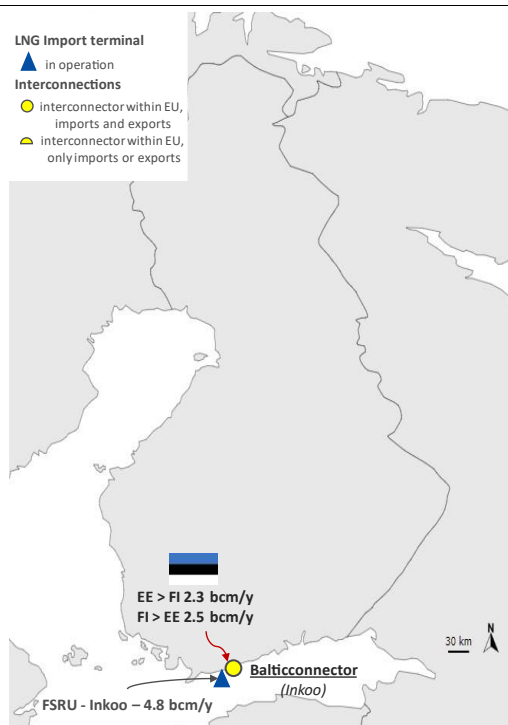 LNG Import terminal
in operation
Interconnections
interconnector within EU,
imports and exports
interconnector within EU,
only imports or exports
EE > FI 2.3 bcm/y
FI > EE 2.5 bcm/y
30 km
N
Balticconnector
(Inkoo)
FSRU - Inkoo – 4.8 bcm/y